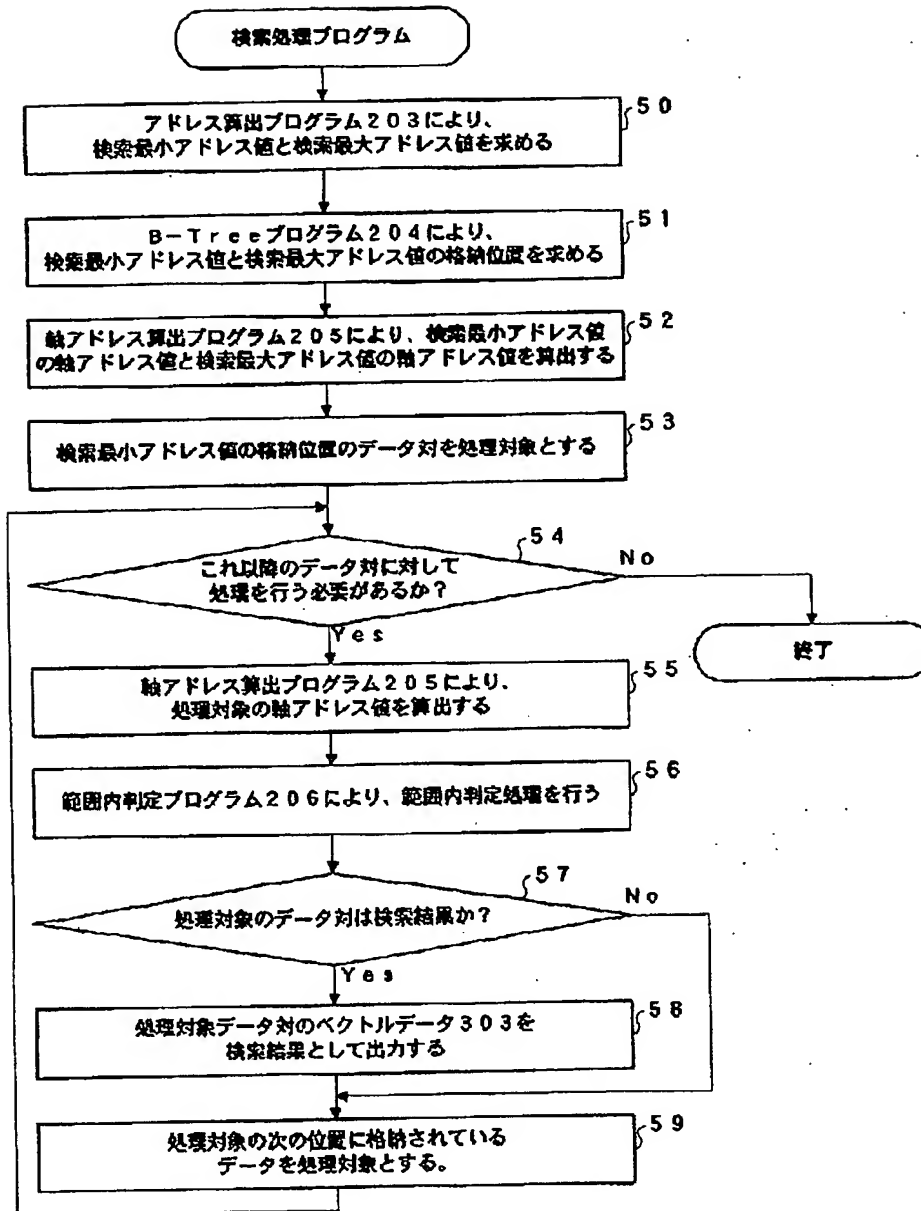 検索処理プログラム
50
アドレス算出プログラム203により、
検索最小アドレス値と検索最大アドレス値を求める
51
B-Treeプログラム204により、
検索最小アドレス値と検索最大アドレス値の格納位置を求める
52
軸アドレス算出プログラム205により、検索最小アドレス値
の軸アドレス値と検索最大アドレス値の軸アドレス値を算出する
53
検索最小アドレス値の格納位置のデータ対を処理対象とする
54
これ以降のデータ対に対して
処理を行う必要があるか?
No
Yes
終了
55
軸アドレス算出プログラム205により、
処理対象の軸アドレス値を算出する
56
範囲内判定プログラム206により、範囲内判定処理を行う
57
処理対象のデータ対は検索結果か?
No
Yes
58
処理対象データ対のベクトルデータ303を
検索結果として出力する
59
処理対象の次の位置に格納されている
データを処理対象とする。